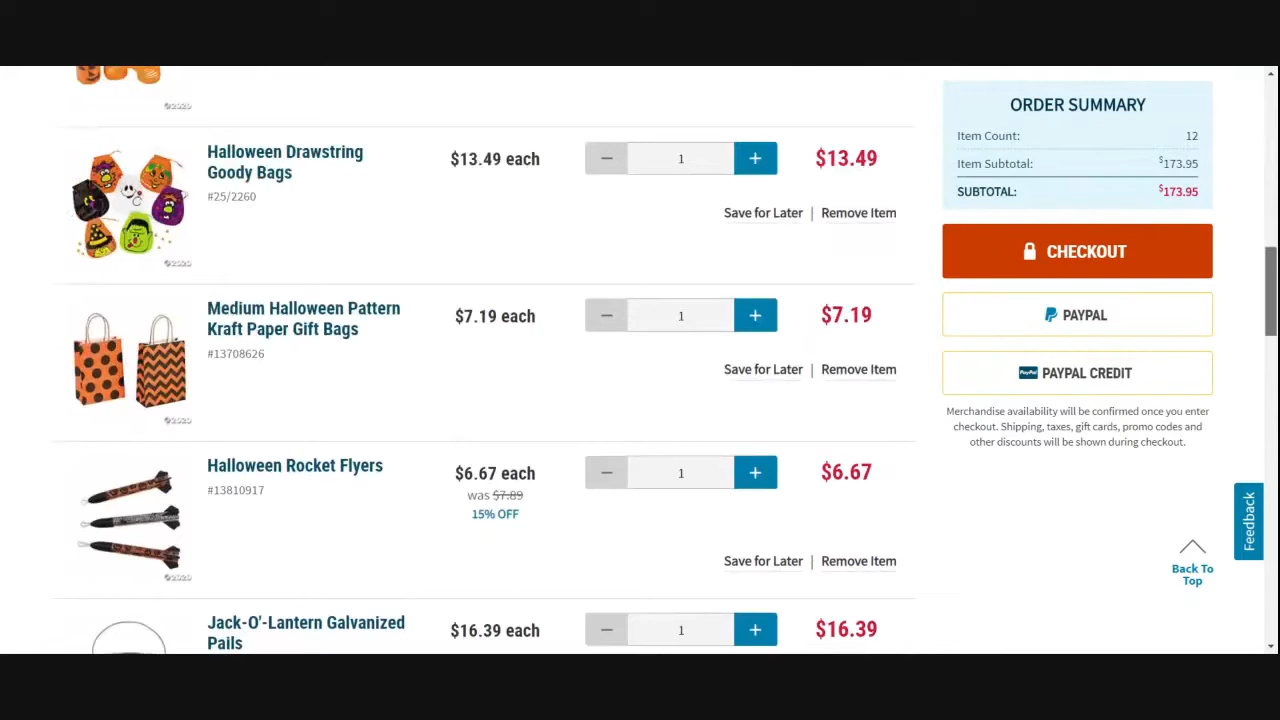 ©2020
Halloween Drawstring
Goody Bags
#25/2260
$13.49 each
1
$13.49
Save for Later | Remove Item
©2020
Medium Halloween Pattern
Kraft Paper Gift Bags
#13708626
$7.19 each
1
$7.19
Save for Later | Remove Item
©2020
Halloween Rocket Flyers
#13810917
$6.67 each
was $7.89
15% OFF
1
$6.67
Save for Later | Remove Item
©2020
Jack-O'-Lantern Galvanized
Pails
$16.39 each
1
$16.39
ORDER SUMMARY
Item Count: 12
Item Subtotal: $173.95
SUBTOTAL: $173.95
CHECKOUT
PAYPAL
PayPal PAYPAL CREDIT
Merchandise availability will be confirmed once you enter
checkout. Shipping, taxes, gift cards, promo codes and
other discounts will be shown during checkout.
Feedback
Back To
Top